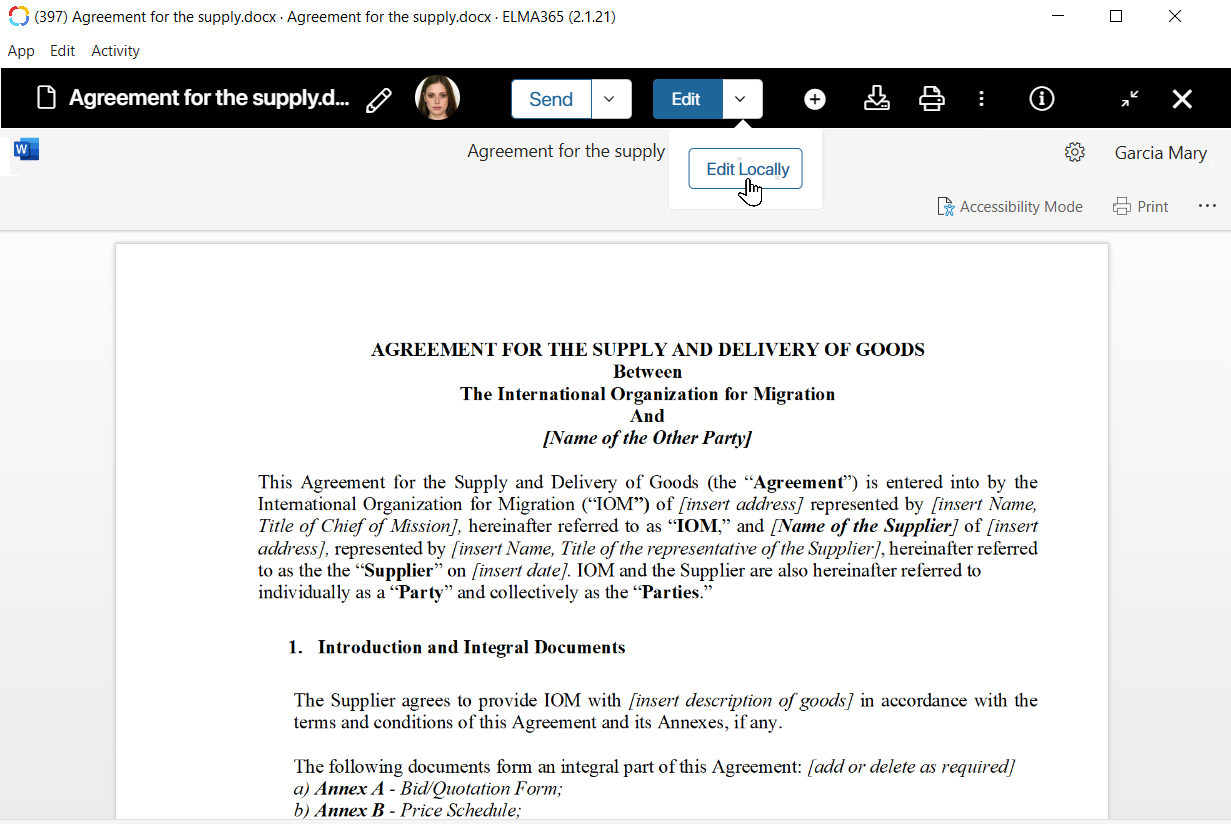 (397) Agreement for the supply.docx · Agreement for the supply.docx · ELMA365 (2.1.21)
App Edit Activity
Agreement for the supply.d... Send Edit
W Agreement for the supply Edit Locally Garcia Mary
Accessibility Mode Print
AGREEMENT FOR THE SUPPLY AND DELIVERY OF GOODS
Between
The International Organization for Migration
And
[Name of the Other Party]
This Agreement for the Supply and Delivery of Goods (the “Agreement”) is entered into by the
International Organization for Migration (“IOM”) of [insert address] represented by [insert Name,
Title of Chief of Mission], hereinafter referred to as “IOM,” and [Name of the Supplier] of [insert
address], represented by [insert Name, Title of the representative of the Supplier], hereinafter referred
to as the the “Supplier” on [insert date]. IOM and the Supplier are also hereinafter referred to
individually as a “Party” and collectively as the “Parties.”
1. Introduction and Integral Documents
The Supplier agrees to provide IOM with [insert description of goods] in accordance with the
terms and conditions of this Agreement and its Annexes, if any.
The following documents form an integral part of this Agreement: [add or delete as required]
a) Annex A - Bid/Quotation Form;
b) Annex B - Price Schedule;